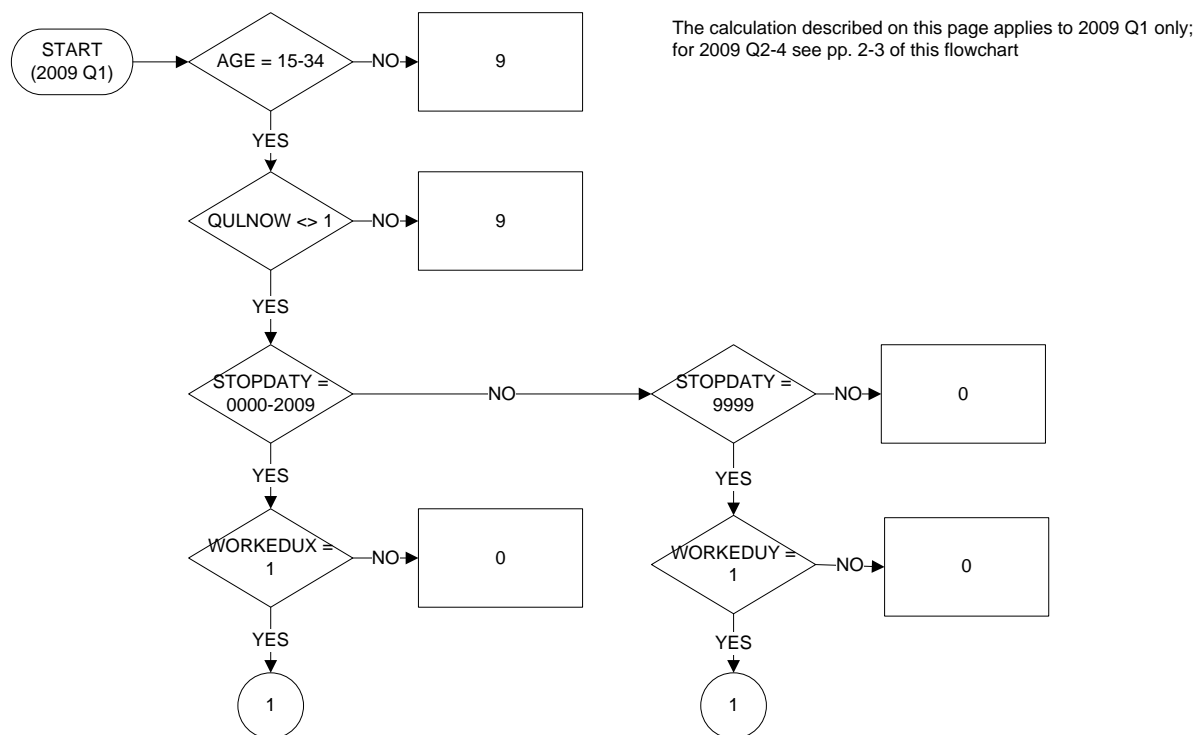 START
(2009 Q1)
AGE = 15-34
NO
9
The calculation described on this page applies to 2009 Q1 only;
for 2009 Q2-4 see pp. 2-3 of this flowchart
YES
QULNOW <> 1
NO
9
YES
STOPDATY =
0000-2009
NO
STOPDATY =
9999
NO
0
YES
YES
WORKEDUX =
1
NO
0
WORKEDUY =
1
NO
0
YES
YES
1
1